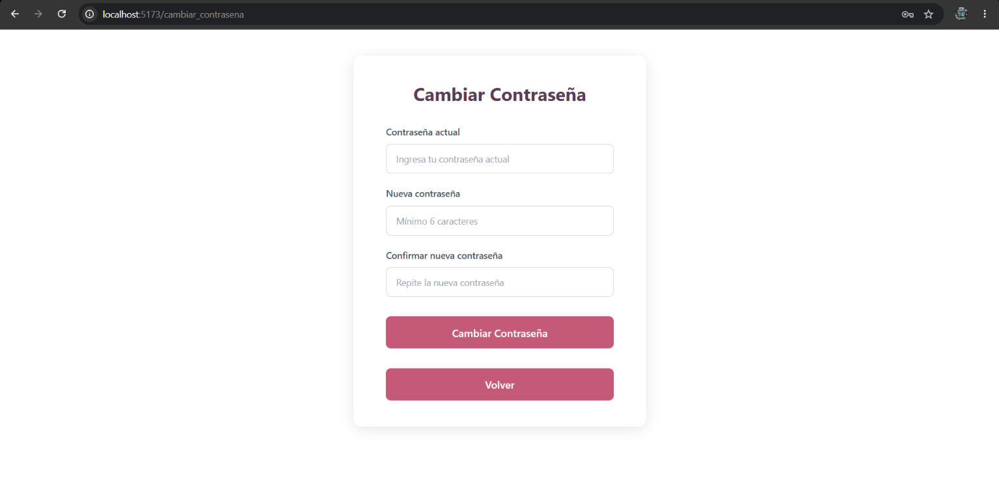 localhost:5173/cambiar_contrasena
Cambiar Contraseña
Contraseña actual
Ingresa tu contraseña actual
Nueva contraseña
Mínimo 6 caracteres
Confirmar nueva contraseña
Repite la nueva contraseña
Cambiar Contraseña
Volver